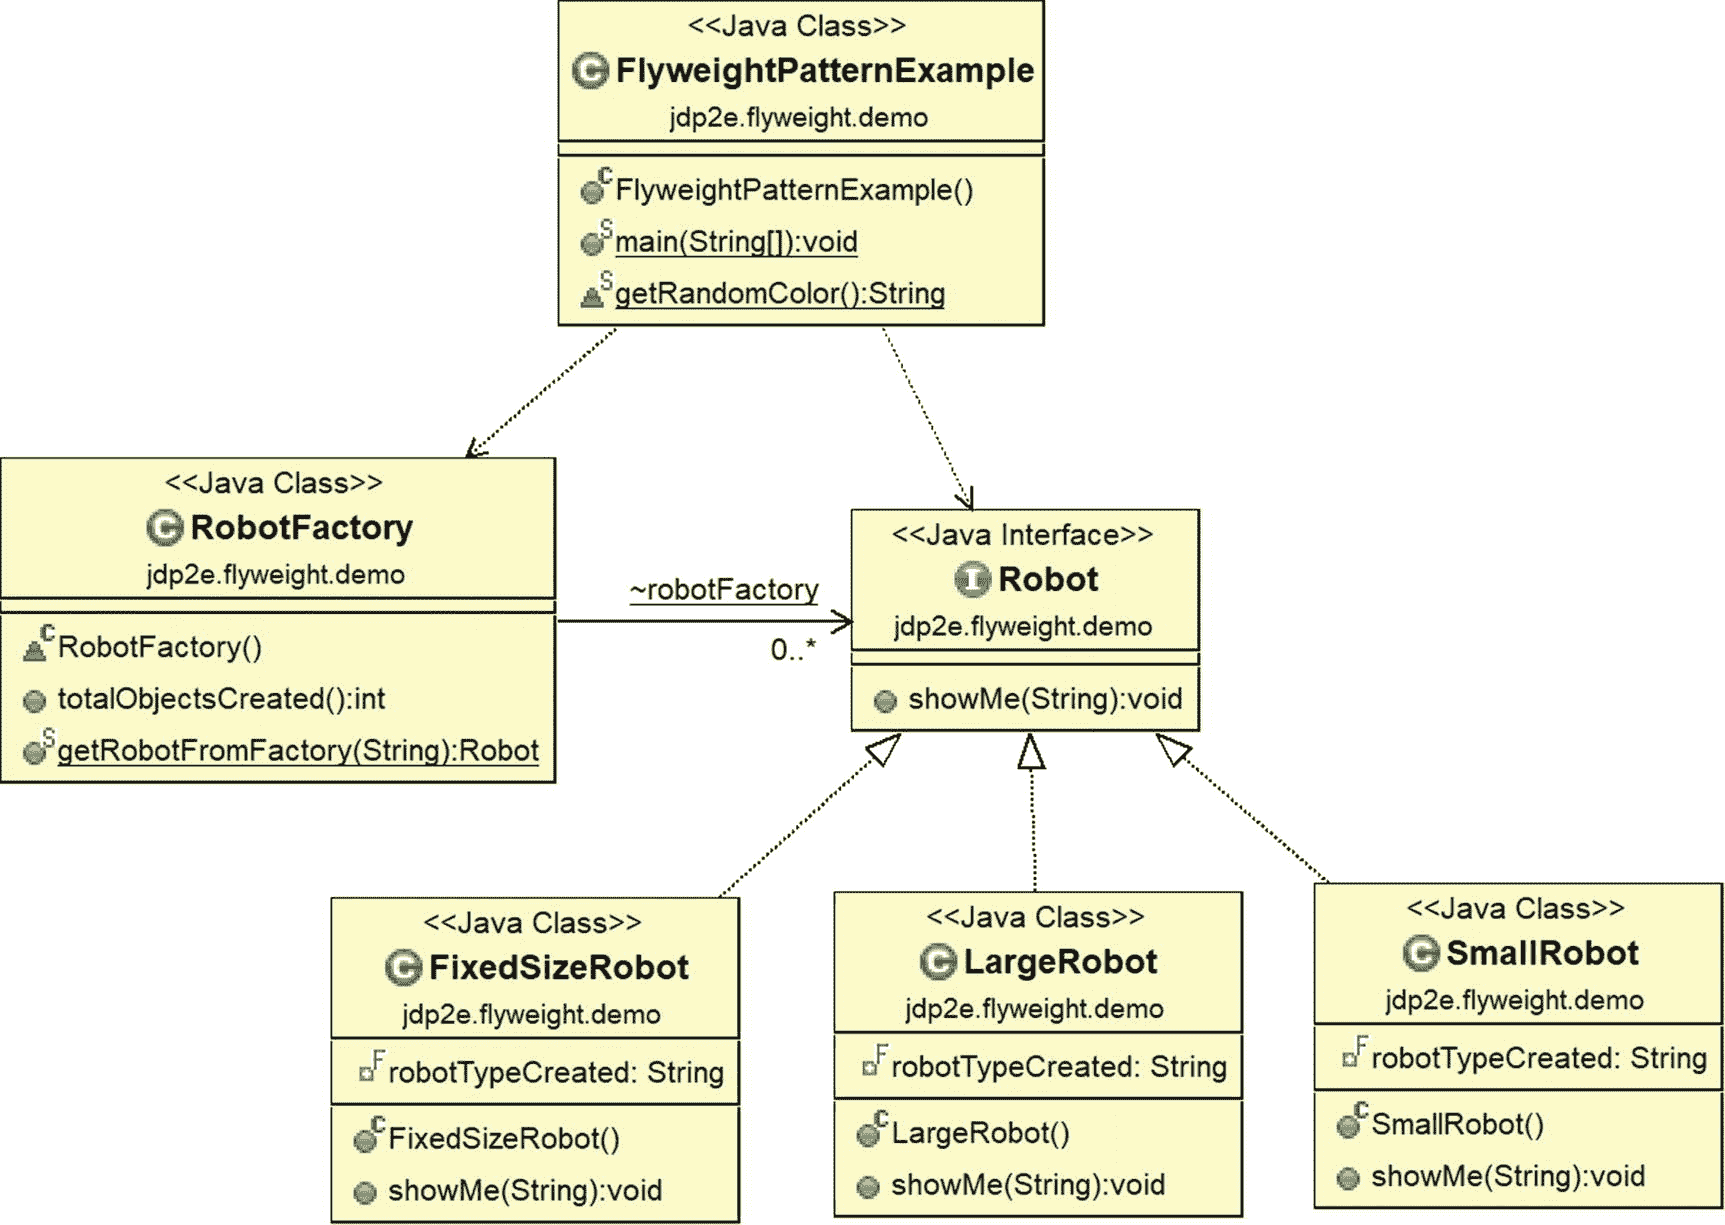 <<Java Class>>
C FlyweightPatternExample
jdp2e.flyweight.demo
C FlyweightPatternExample()
S main(String[]):void
S getRandomColor():String
<<Java Class>>
C RobotFactory
jdp2e.flyweight.demo
C RobotFactory()
totalObjectsCreated():int
S getRobotFromFactory(String):Robot
~robotFactory
0..*
<<Java Interface>>
I Robot
jdp2e.flyweight.demo
showMe(String):void
<<Java Class>>
C FixedSizeRobot
jdp2e.flyweight.demo
F robotTypeCreated: String
C FixedSizeRobot()
showMe(String):void
<<Java Class>>
C LargeRobot
jdp2e.flyweight.demo
F robotTypeCreated: String
C LargeRobot()
showMe(String):void
<<Java Class>>
C SmallRobot
jdp2e.flyweight.demo
F robotTypeCreated: String
C SmallRobot()
showMe(String):void